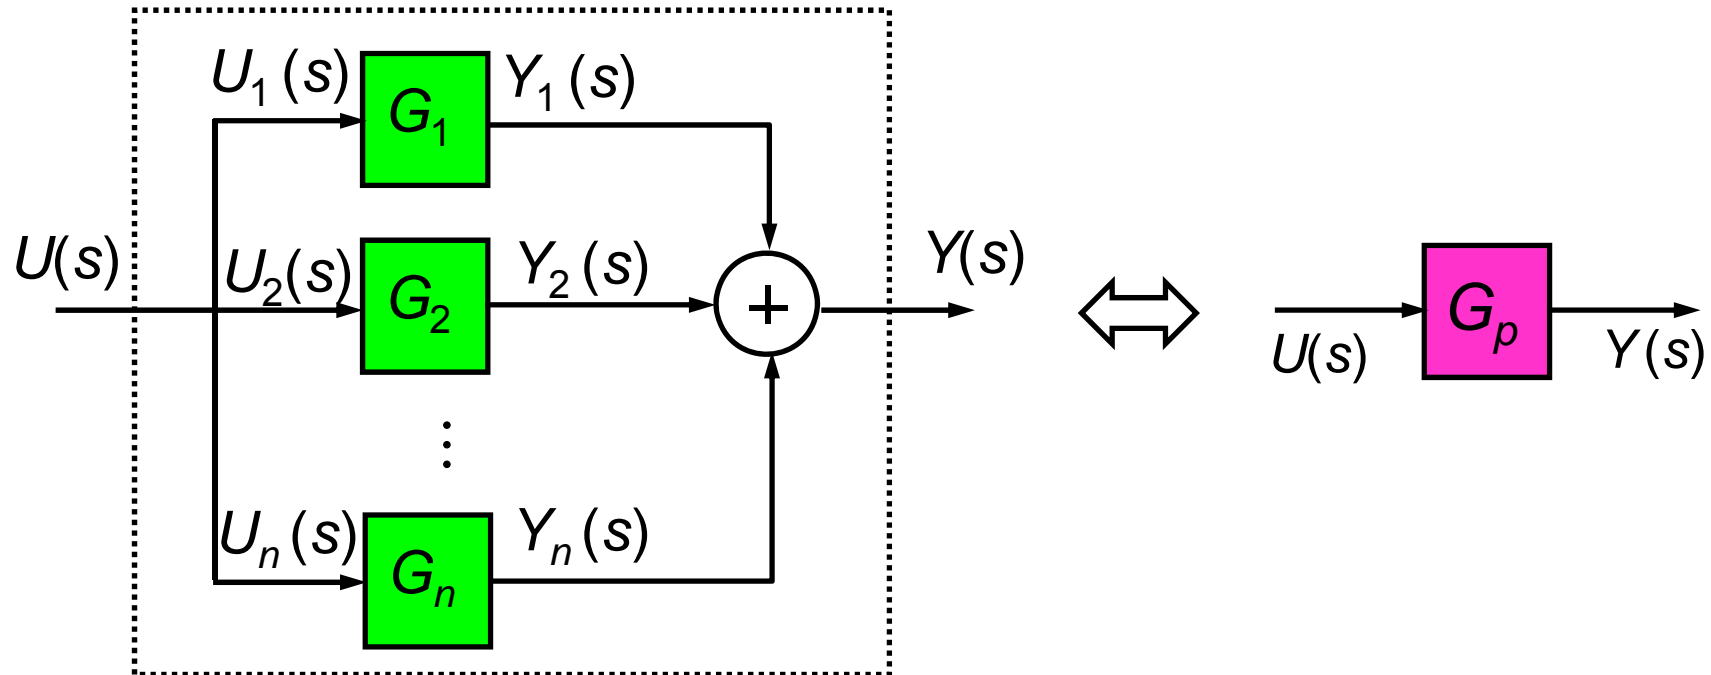 U₁(s) G₁ Y₁(s)
U(s) U₂(s) G₂ Y₂(s) + Y(s)
⋮
Uₙ(s) Gₙ Yₙ(s)
U(s) Gₚ Y(s)